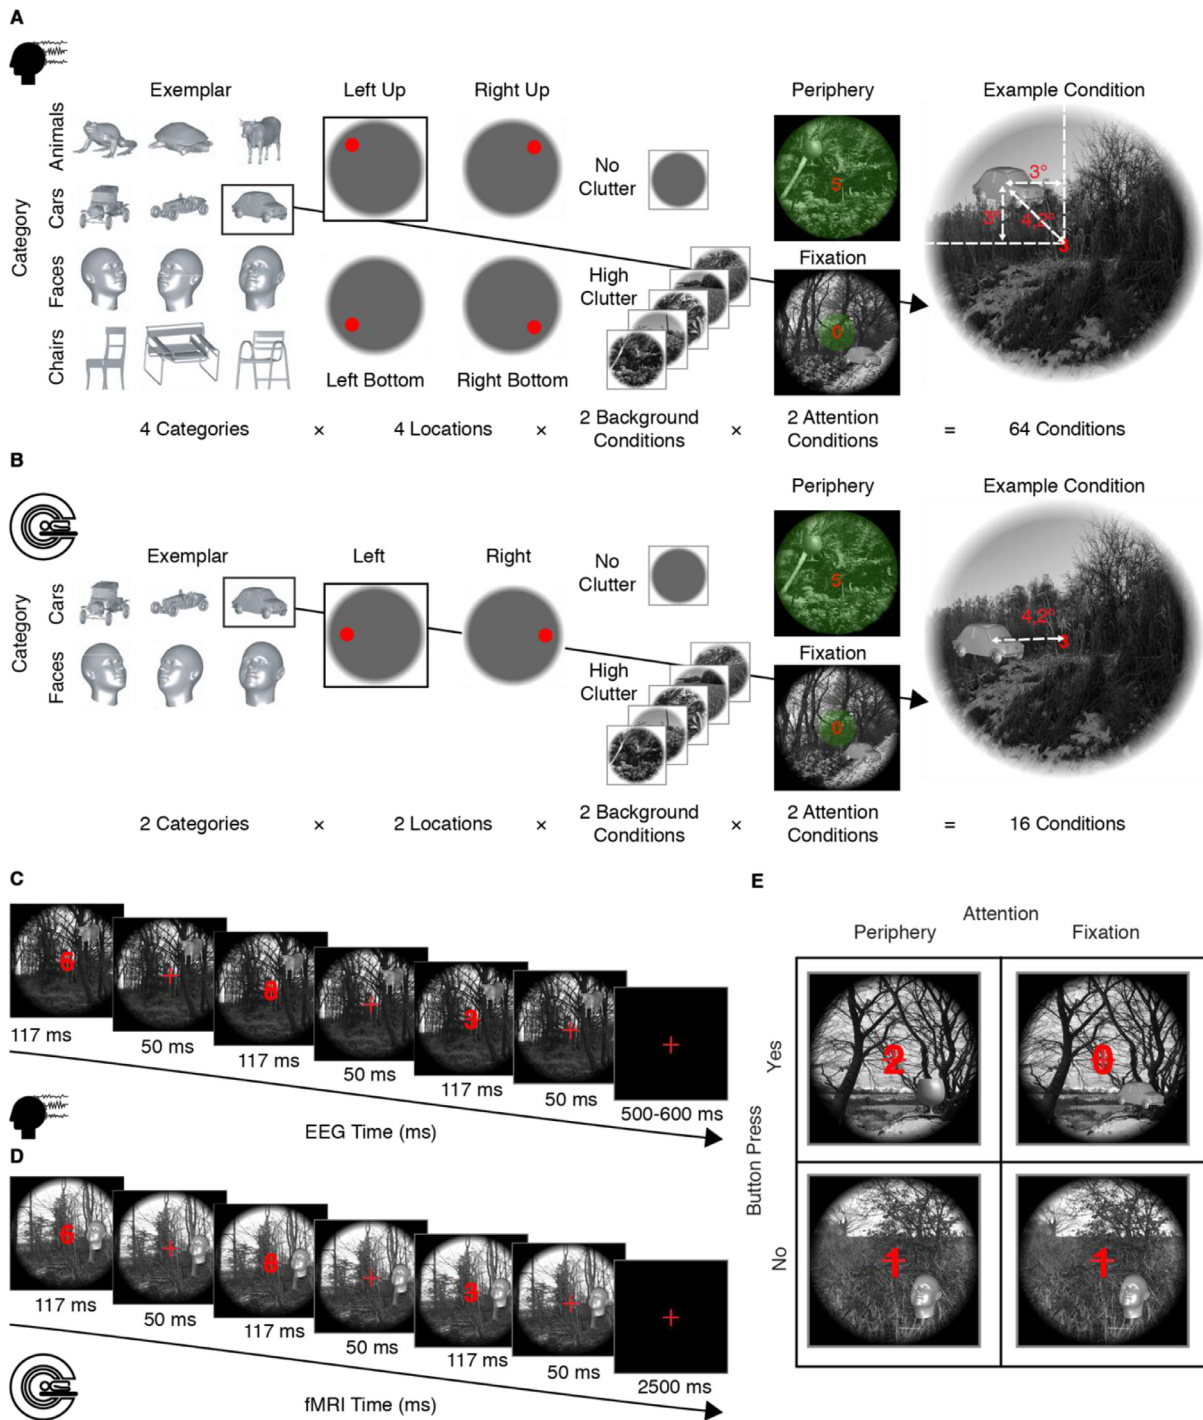 A
Exemplar
Left Up
Right Up
Periphery
Example Condition
Category
Animals
Cars
Faces
Chairs
No
Clutter
5
3°
3°
4,2°
3
Fixation
High
Clutter
0
Left Bottom
Right Bottom
4 Categories × 4 Locations × 2 Background Conditions × 2 Attention Conditions = 64 Conditions
B
Periphery
Example Condition
Exemplar
Left
Right
No
Clutter
Category
Cars
Faces
5
4,2°
3
Fixation
High
Clutter
0
2 Categories × 2 Locations × 2 Background Conditions × 2 Attention Conditions = 16 Conditions
C
6
8
3
117 ms
50 ms
117 ms
50 ms
117 ms
50 ms
500-600 ms
EEG Time (ms)
D
6
8
3
117 ms
50 ms
117 ms
50 ms
117 ms
50 ms
2500 ms
fMRI Time (ms)
E
Attention
Periphery
Fixation
Button Press
Yes
2
0
No
1
1